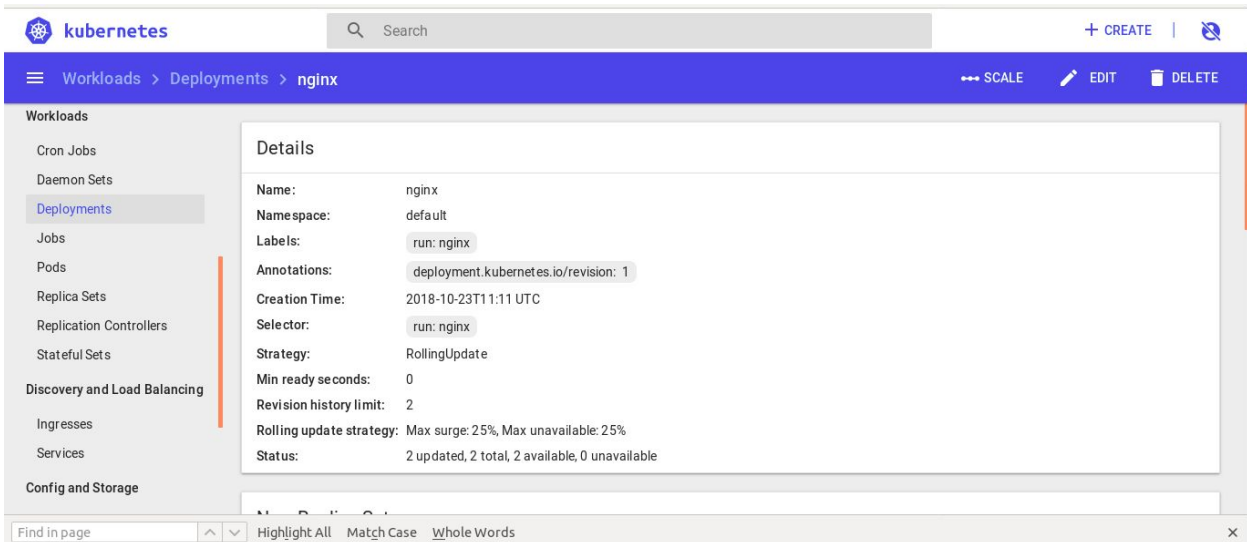 kubernetes
Search
+ CREATE
Workloads > Deployments > nginx
SCALE
EDIT
DELETE
Workloads
Cron Jobs
Daemon Sets
Deployments
Jobs
Pods
Replica Sets
Replication Controllers
Stateful Sets
Discovery and Load Balancing
Ingresses
Services
Config and Storage
Details
Name: nginx
Namespace: default
Labels: run: nginx
Annotations: deployment.kubernetes.io/revision: 1
Creation Time: 2018-10-23T11:11 UTC
Selector: run: nginx
Strategy: RollingUpdate
Min ready seconds: 0
Revision history limit: 2
Rolling update strategy: Max surge: 25%, Max unavailable: 25%
Status: 2 updated, 2 total, 2 available, 0 unavailable
Find in page
Highlight All
Match Case
Whole Words